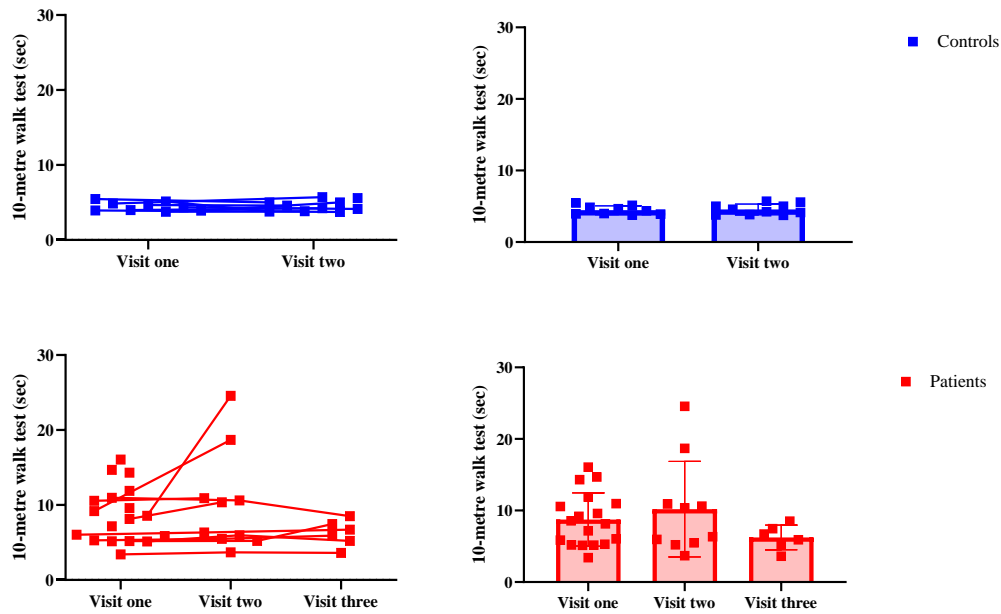 10-metre walk test (sec)
30
20
10
0
Visit one
Visit two
10-metre walk test (sec)
30
20
10
0
Visit one
Visit two
Controls
10-metre walk test (sec)
30
20
10
0
Visit one
Visit two
Visit three
10-metre walk test (sec)
30
20
10
0
Visit one
Visit two
Visit three
Patients